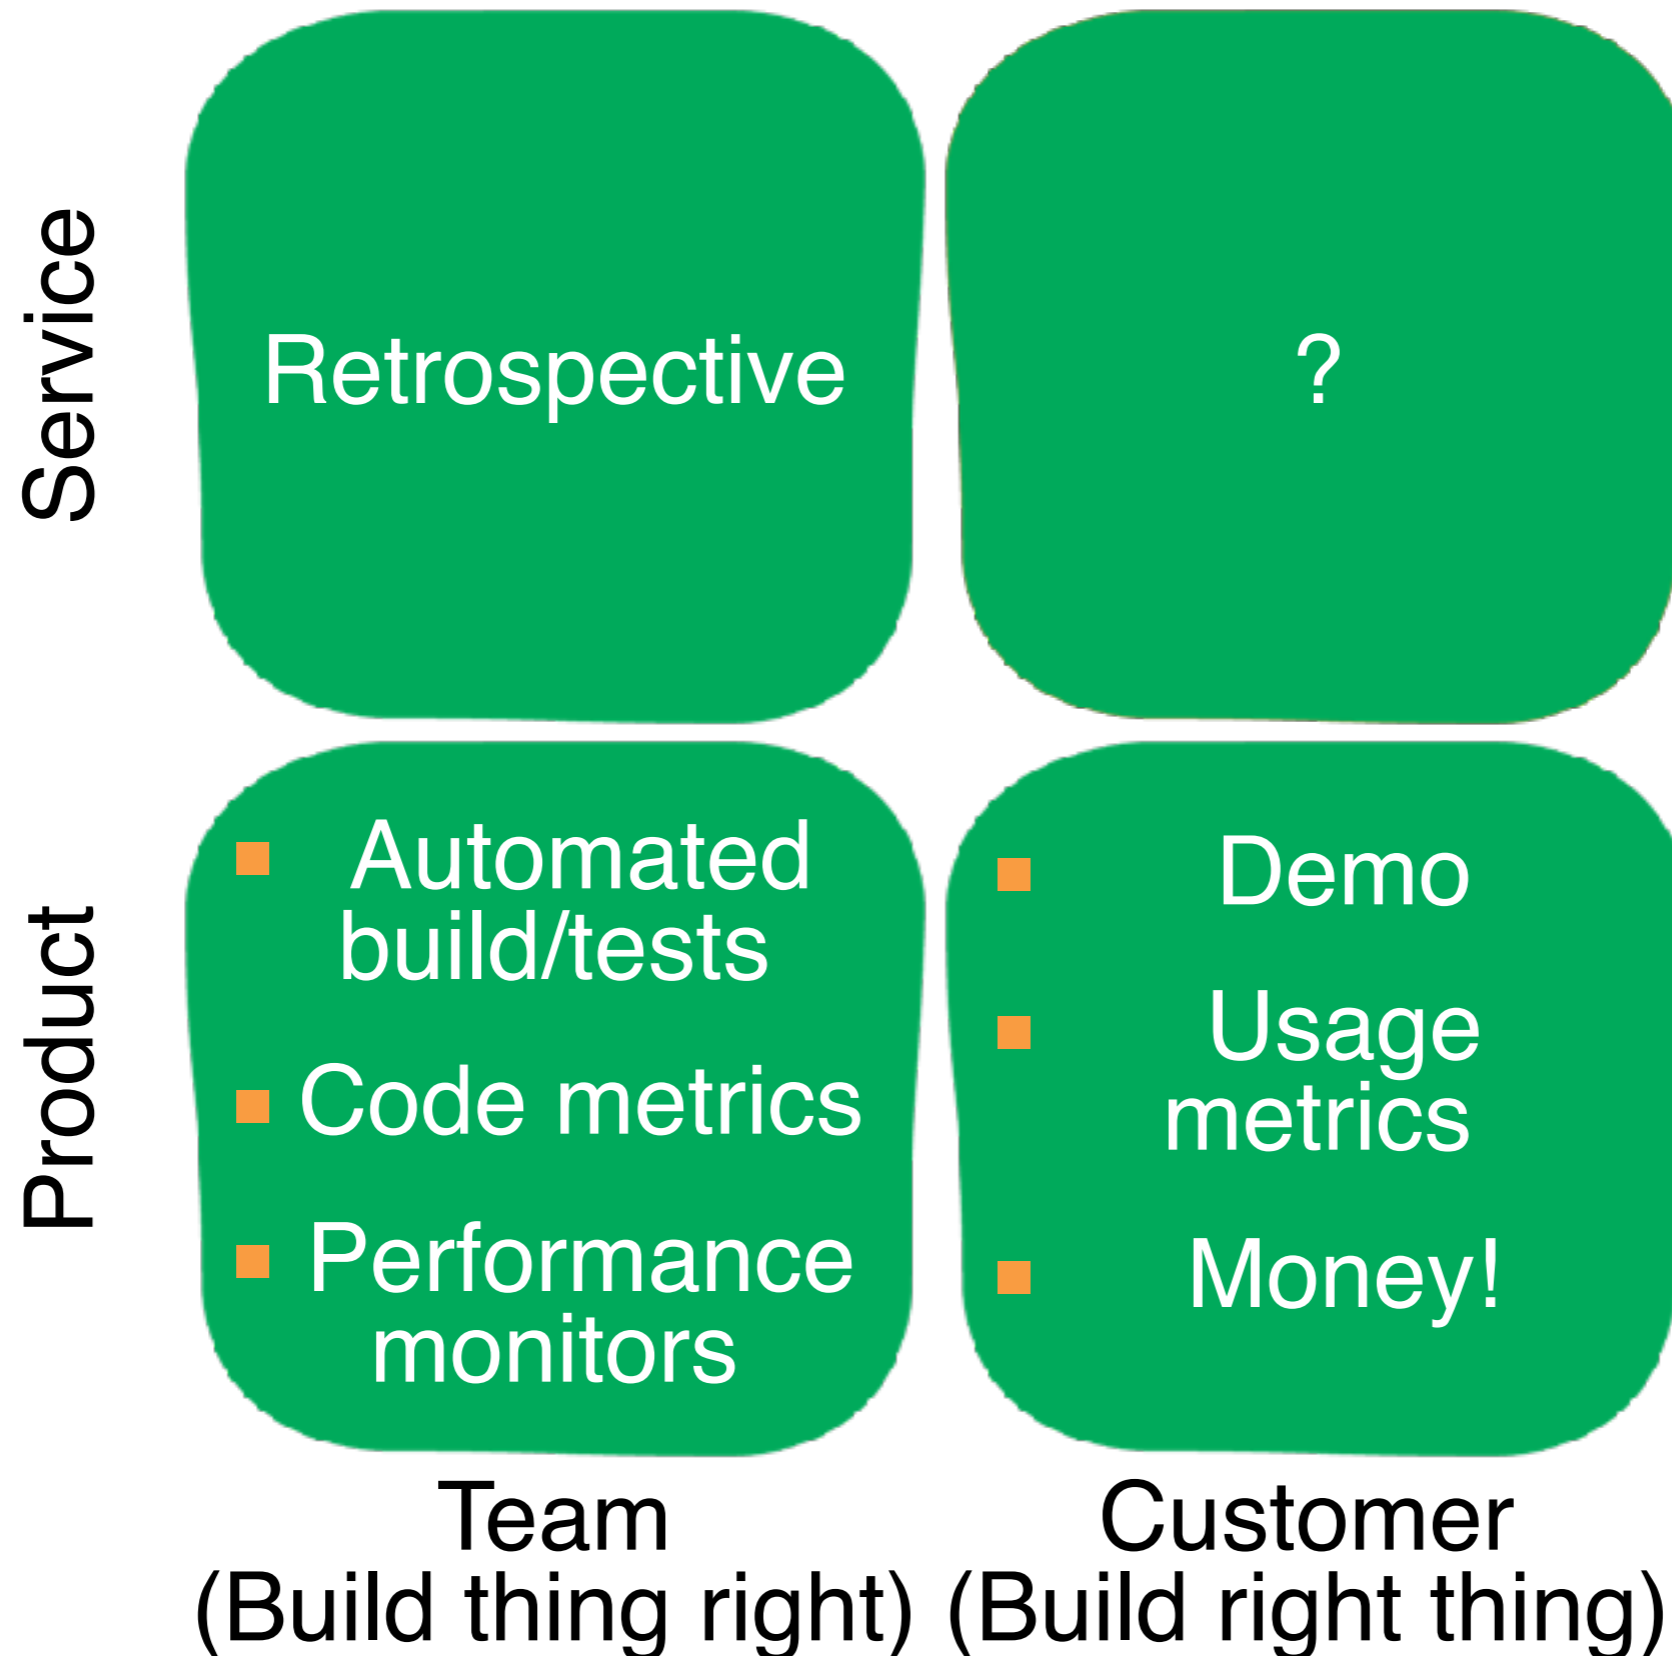 Service
Retrospective
?
Product
Automated
build/tests
Code metrics
Performance
monitors
Demo
Usage
metrics
Money!
Team
(Build thing right)
Customer
(Build right thing)